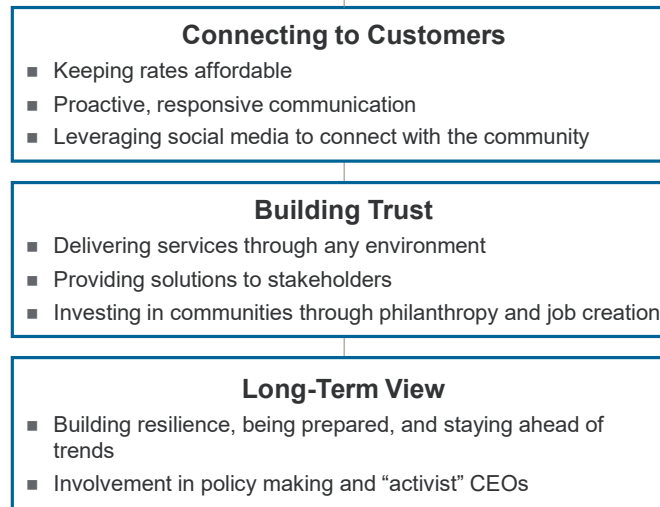 Connecting to Customers
■ Keeping rates affordable
■ Proactive, responsive communication
■ Leveraging social media to connect with the community
Building Trust
■ Delivering services through any environment
■ Providing solutions to stakeholders
■ Investing in communities through philanthropy and job creation
Long-Term View
■ Building resilience, being prepared, and staying ahead of
trends
■ Involvement in policy making and “activist” CEOs